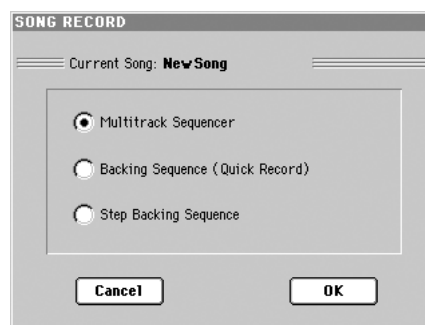 SONG RECORD
Current Song: NewSong
Multitrack Sequencer
Backing Sequence (Quick Record)
Step Backing Sequence
Cancel OK